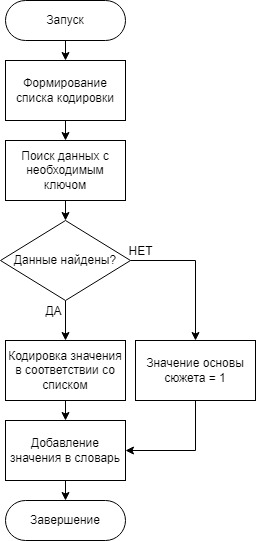 Запуск
Формирование
списка кодировки
Поиск данных с
необходимым
ключом
Данные найдены?
НЕТ
ДА
Кодировка значения
в соответствии со
списком
Значение основы
сюжета = 1
Добавление
значения в словарь
Завершение